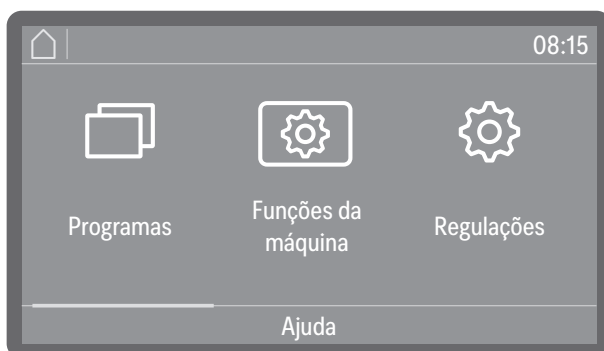 08:15
Programas
Funções da
máquina
Regulações
Ajuda